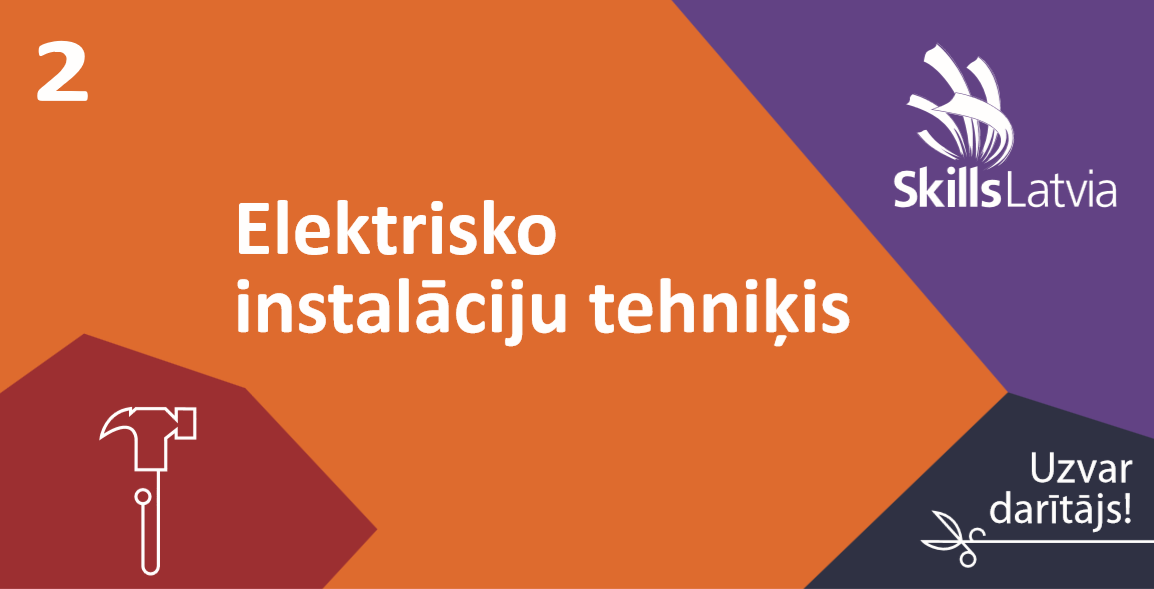 2
SkillsLatvia
Elektrisko
instalāciju tehniķis
Uzvar
darītājs!